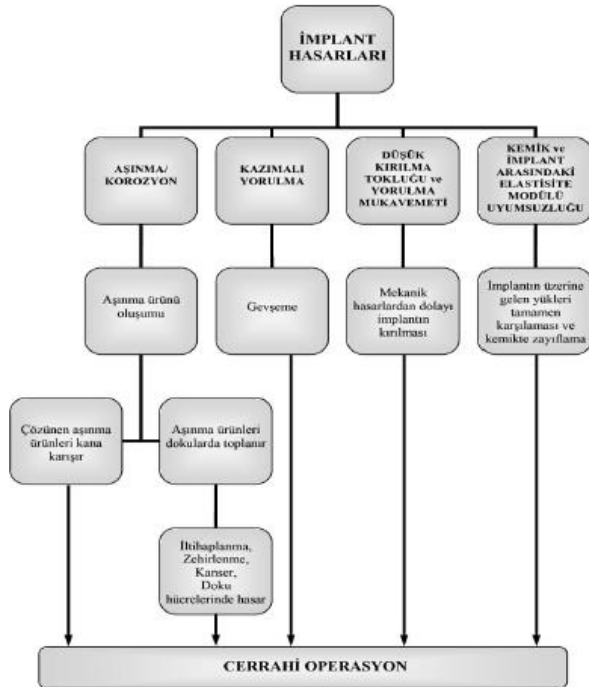 İMPLANT
HASARLARI
AŞINMA/
KOROZYON
KAZIMALI
YORULMA
DÜŞÜK
KIRILMA
TOKLUĞU ve
YORULMA
MUKAVEMETİ
KEMİK ve
İMPLANT
ARASINDAKİ
ELASTİSİTE
MODÜLÜ
UYUMSUZLUĞU
Aşınma ürünü
oluşumu
Gevşeme
Mekanik
hasarlardan dolayı
implantın
kırılması
İmplantın üzerine
gelen yükleri
tamamen
karşılaması ve
kemikte zayıflama
Çözünen aşınma
ürünleri kana
karışır
Aşınma ürünleri
dokularda toplanır
İltihaplanma,
Zehirlenme,
Kanser,
Doku
hücrelerinde hasar
CERRAHİ OPERASYON